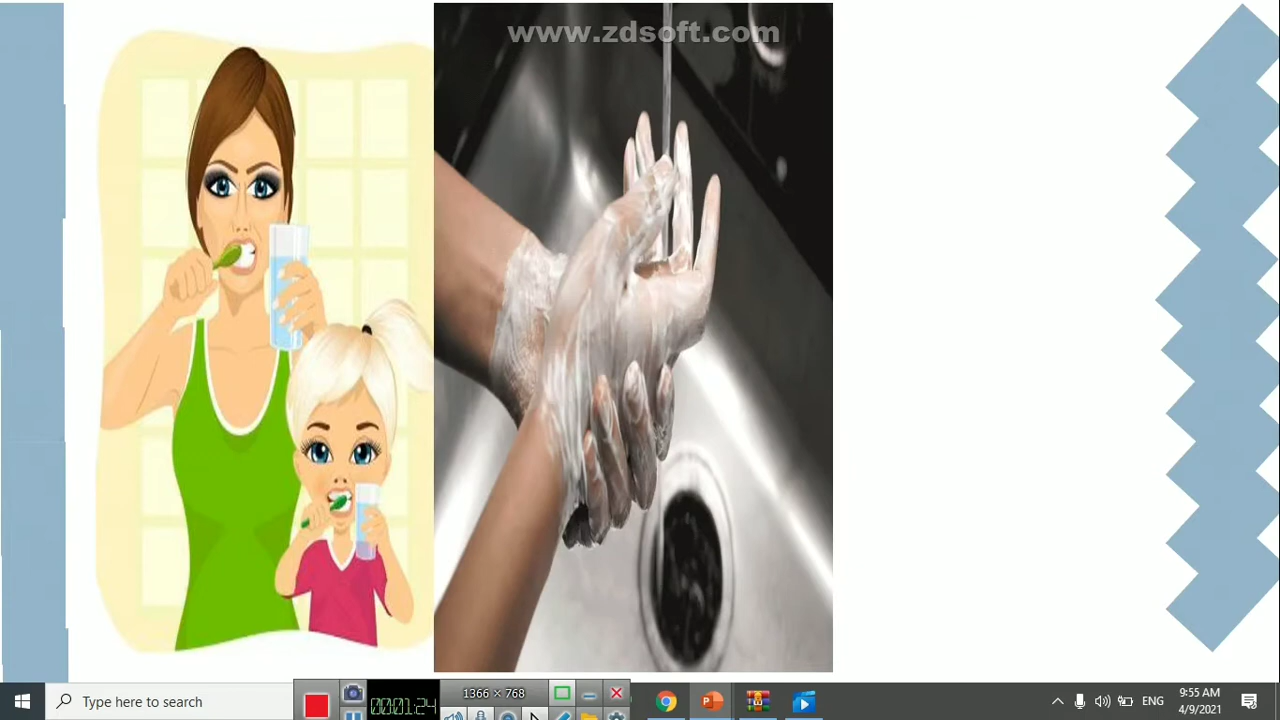 www.zdsoft.com
Type here to search
00:01:24
1366 × 768
ENG
9:55 AM
4/9/2021